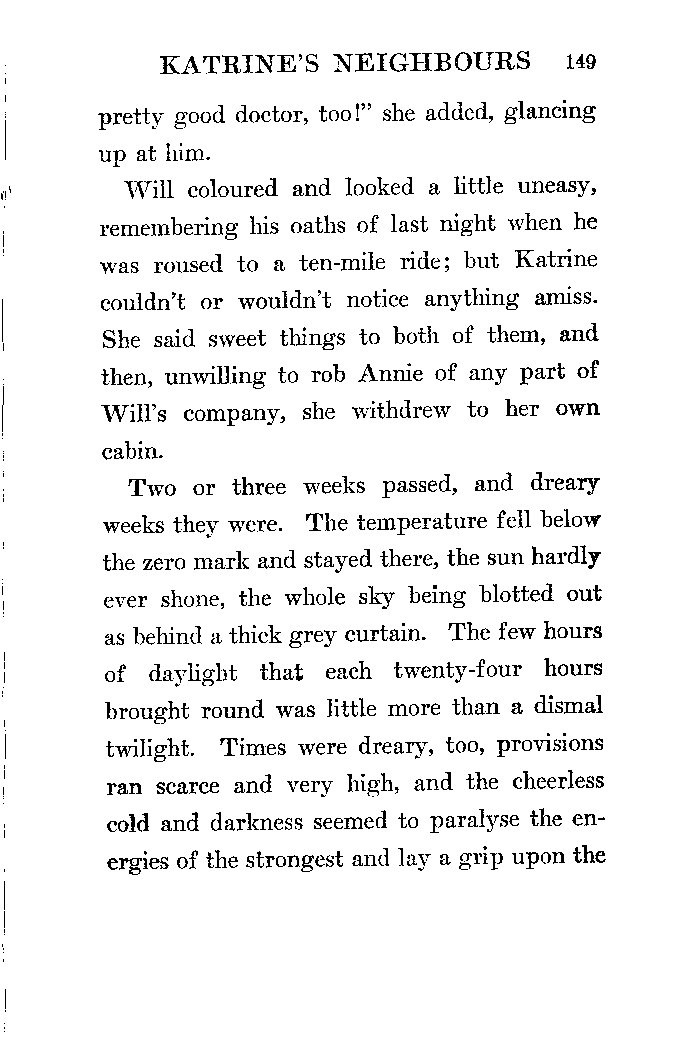 KATRINE'S NEIGHBOURS 149
pretty good doctor, too!” she added, glancing
up at him.
Will coloured and looked a little uneasy,
remembering his oaths of last night when he
was roused to a ten-mile ride; but Katrine
couldn't or wouldn't notice anything amiss.
She said sweet things to both of them, and
then, unwilling to rob Annie of any part of
Will's company, she withdrew to her own
cabin.
Two or three weeks passed, and dreary
weeks they were. The temperature fell below
the zero mark and stayed there, the sun hardly
ever shone, the whole sky being blotted out
as behind a thick grey curtain. The few hours
of daylight that each twenty-four hours
brought round was little more than a dismal
twilight. Times were dreary, too, provisions
ran scarce and very high, and the cheerless
cold and darkness seemed to paralyse the en-
ergies of the strongest and lay a grip upon the